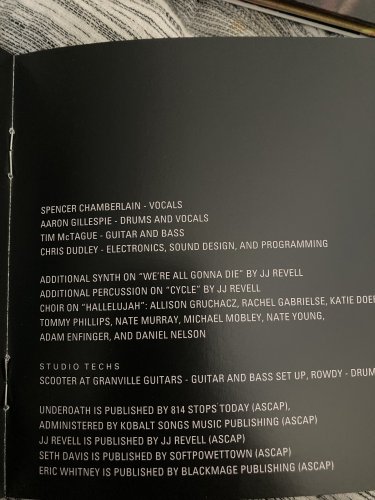 SPENCER CHAMBERLAIN - VOCALS
AARON GILLESPIE - DRUMS AND VOCALS
TIM McTAGUE - GUITAR AND BASS
CHRIS DUDLEY - ELECTRONICS, SOUND DESIGN, AND PROGRAMMING
ADDITIONAL SYNTH ON "WE'RE ALL GONNA DIE" BY JJ REVELL
ADDITIONAL PERCUSSION ON "CYCLE" BY JJ REVELL
CHOIR ON "HALLELUJAH": ALLISON GRUCHACZ, RACHEL GABRIELSE, KATIE DOE
TOMMY PHILLIPS, NATE MURRAY, MICHAEL MOBLEY, NATE YOUNG,
ADAM ENFINGER, AND DANIEL NELSON
STUDIO TECHS
SCOOTER AT GRANVILLE GUITARS - GUITAR AND BASS SET UP, ROWDY - DRUM
UNDEROATH IS PUBLISHED BY 814 STOPS TODAY (ASCAP),
ADMINISTERED BY KOBALT SONGS MUSIC PUBLISHING (ASCAP)
JJ REVELL IS PUBLISHED BY JJ REVELL (ASCAP)
SETH DAVIS IS PUBLISHED BY SOFTPOWETTOWN (ASCAP)
ERIC WHITNEY IS PUBLISHED BY BLACKMAGE PUBLISHING (ASCAP)